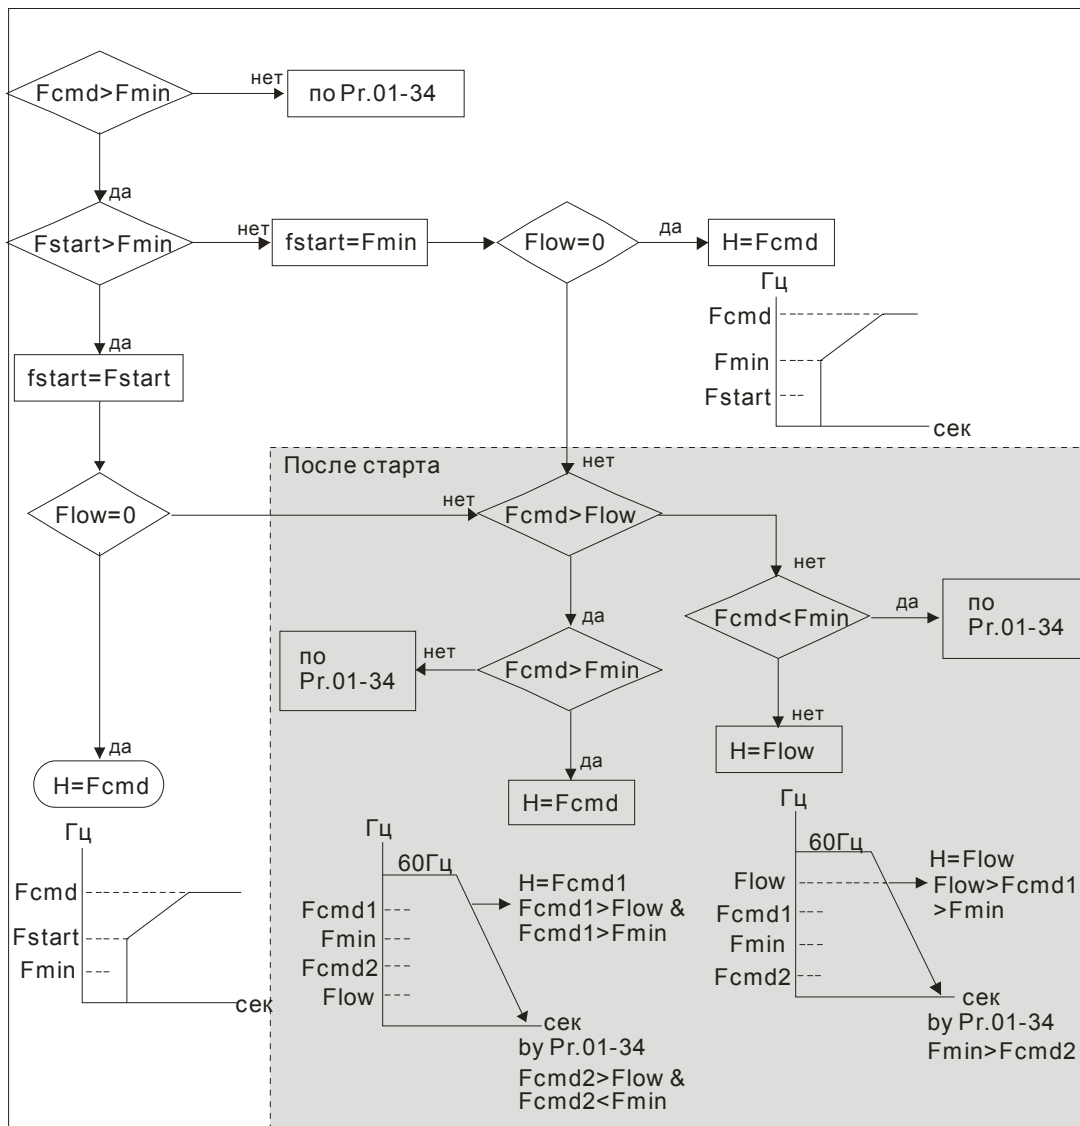 Fcmd>Fmin
нет
по Pr.01-34
да
Fstart>Fmin
нет
fstart=Fmin
Flow=0
да
H=Fcmd
Гц
Fcmd
Fmin
Fstart
сек
да
fstart=Fstart
После старта
нет
Flow=0
нет
Fcmd>Flow
нет
да
Fcmd<Fmin
да
по
Pr.01-34
по
Pr.01-34
нет
Fcmd>Fmin
нет
H=Flow
да
H=Fcmd
да
H=Fcmd
Гц
Fcmd
Fstart
Fmin
сек
Гц
60Гц
Fcmd1
Fmin
Fcmd2
Flow
H=Fcmd1
Fcmd1>Flow &
Fcmd1>Fmin
сек
by Pr.01-34
Fcmd2>Flow &
Fcmd2<Fmin
Гц
60Гц
Flow
Fcmd1
Fmin
Fcmd2
H=Flow
Flow>Fcmd1
>Fmin
сек
by Pr.01-34
Fmin>Fcmd2